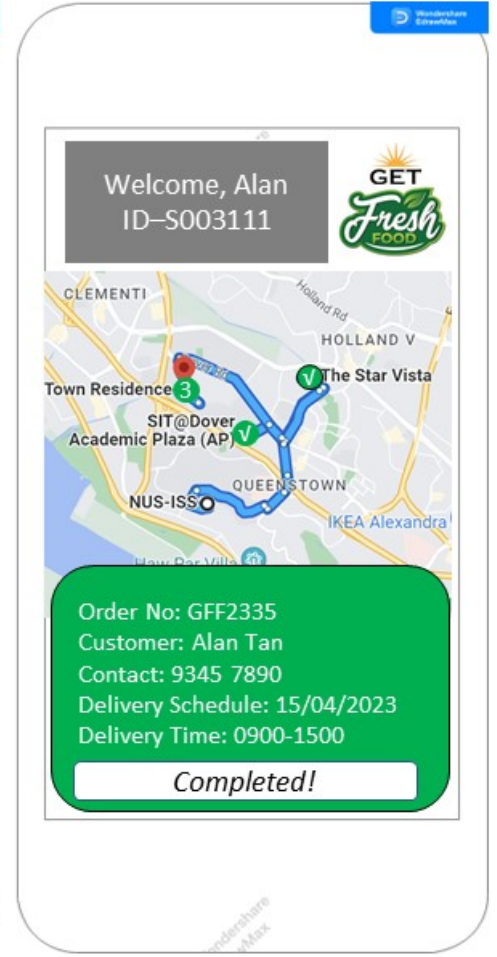 Wondershare
EdrawMax
Welcome, Alan
ID–S003111
GET
Fresh
FOOD
CLEMENTI
Holland Rd
HOLLAND V
The Star Vista
Town Residence
3
SIT@Dover
Academic Plaza (AP)
√
√
QUEENSTOWN
NUS-ISS
IKEA Alexandra
Haw Par Villa
Order No: GFF2335
Customer: Alan Tan
Contact: 9345 7890
Delivery Schedule: 15/04/2023
Delivery Time: 0900-1500
Completed!